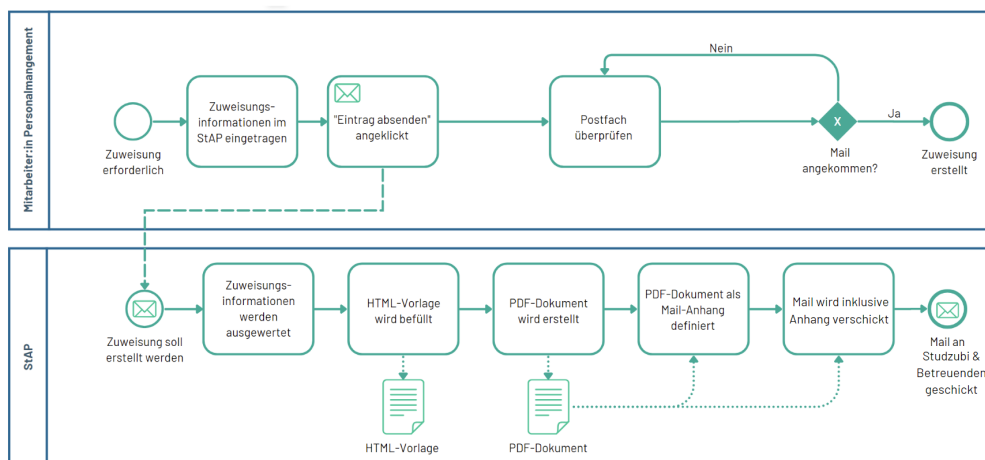 Mitarbeiter:in Personalmangement
Zuweisung
erforderlich
Zuweisungs-
informationen im
StAP eingetragen
"Eintrag absenden"
angeklickt
Postfach
überprüfen
Nein
X
Mail
angekommen?
Ja
Zuweisung
erstellt
StAP
Zuweisung soll
erstellt werden
Zuweisungs-
informationen
werden
ausgewertet
HTML-Vorlage
wird befüllt
HTML-Vorlage
PDF-Dokument
wird erstellt
PDF-Dokument
PDF-Dokument als
Mail-Anhang
definiert
Mail wird inklusive
Anhang verschickt
Mail an
Studzubi &
Betreuenden
geschickt